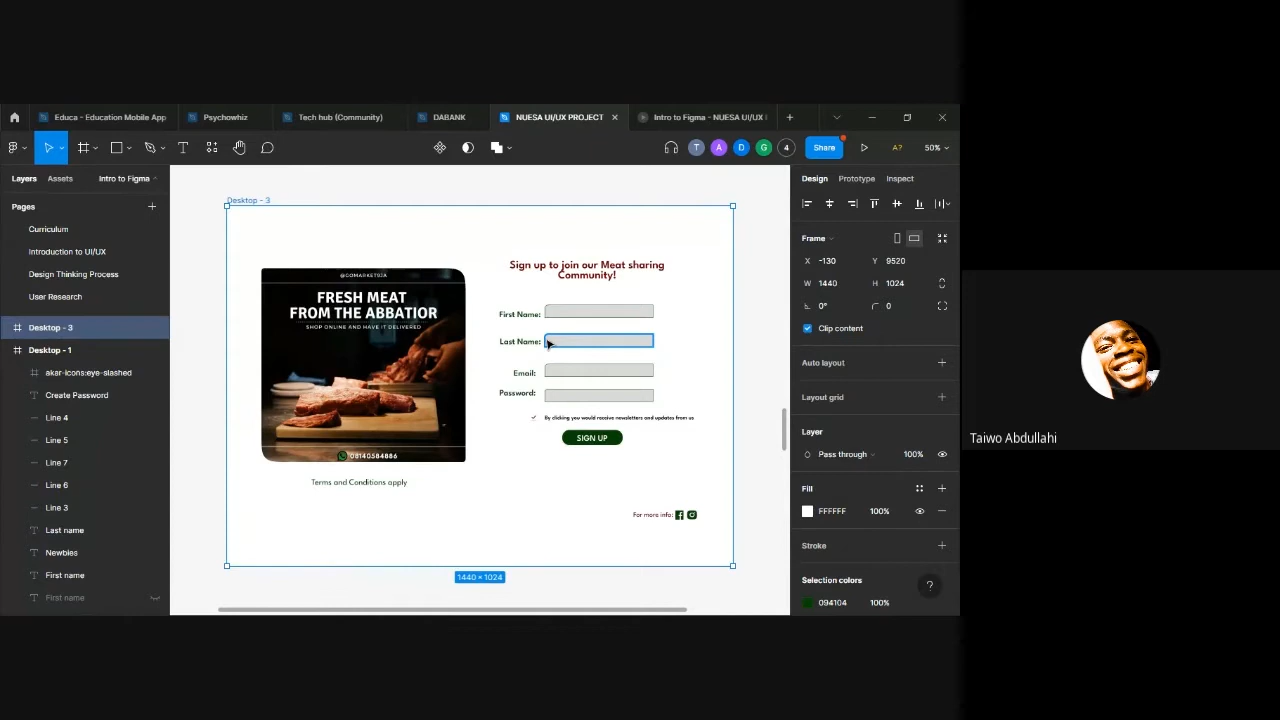 Educa - Education Mobile App
Psychowhiz
Tech hub (Community)
DABANK
NUESA UI/UX PROJECT
Intro to Figma - NUESA UI/UX
T
A
D
G
4
Share
A?
50%
Layers
Assets
Intro to Figma
Pages
Curriculum
Introduction to UI/UX
Design Thinking Process
User Research
Desktop - 3
Desktop - 1
akar-icons:eye-slashed
Create Password
Line 4
Line 5
Line 7
Line 6
Line 3
Last name
Newbies
First name
First name
Desktop - 3
@GOMARKET9JA
FRESH MEAT
FROM THE ABBATIOR
SHOP ONLINE AND HAVE IT DELIVERED
08140584886
Terms and Conditions apply
Sign up to join our Meat sharing
Community!
First Name:
Last Name:
Email:
Password:
By clicking you would receive newsletters and updates from us
SIGN UP
For more info:
1440 × 1024
Design
Prototype
Inspect
Frame
X -130
Y 9520
W 1440
H 1024
0°
0
Clip content
Auto layout
Layout grid
Layer
Pass through
100%
Fill
FFFFFF
100%
Stroke
Selection colors
094104
100%
?
Taiwo Abdullahi